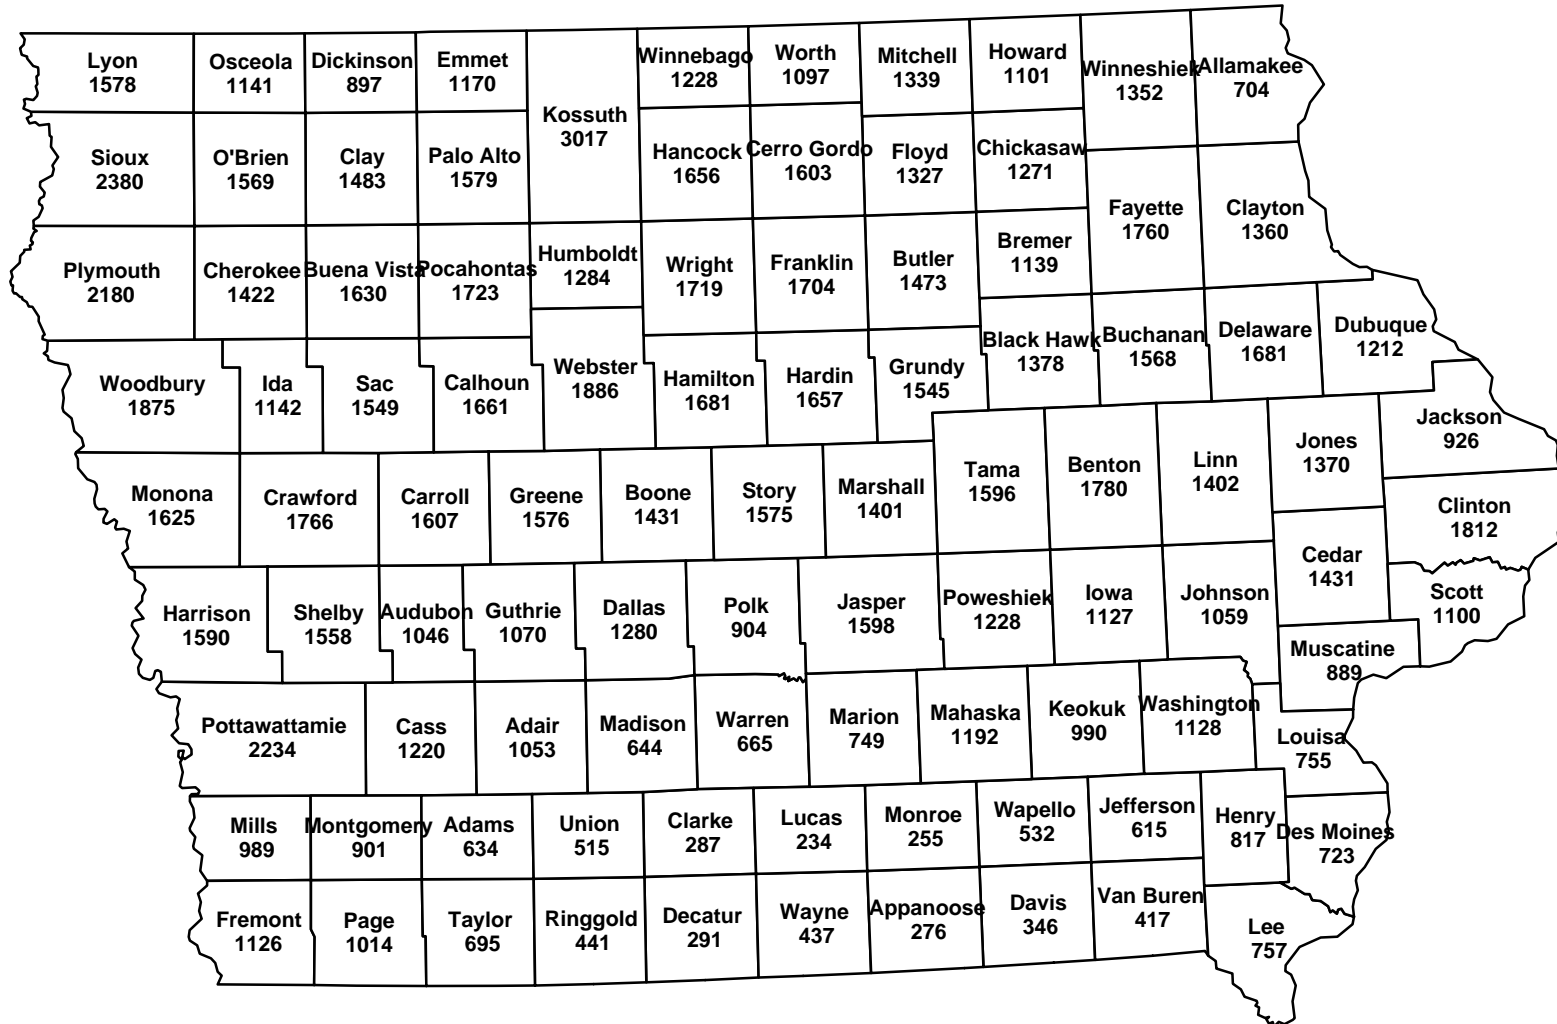 Lyon
1578
Osceola
1141
Dickinson
897
Emmet
1170
Kossuth
3017
Winnebago
1228
Worth
1097
Mitchell
1339
Howard
1101
Winneshiek
1352
Allamakee
704
Sioux
2380
O'Brien
1569
Clay
1483
Palo Alto
1579
Hancock
1656
Cerro Gordo
1603
Floyd
1327
Chickasaw
1271
Fayette
1760
Clayton
1360
Plymouth
2180
Cherokee
1422
Buena Vista
1630
Pocahontas
1723
Humboldt
1284
Wright
1719
Franklin
1704
Butler
1473
Bremer
1139
Woodbury
1875
Ida
1142
Sac
1549
Calhoun
1661
Webster
1886
Hamilton
1681
Hardin
1657
Grundy
1545
Black Hawk
1378
Buchanan
1568
Delaware
1681
Dubuque
1212
Monona
1625
Crawford
1766
Carroll
1607
Greene
1576
Boone
1431
Story
1575
Marshall
1401
Tama
1596
Benton
1780
Linn
1402
Jones
1370
Jackson
926
Clinton
1812
Cedar
1431
Harrison
1590
Shelby
1558
Audubon
1046
Guthrie
1070
Dallas
1280
Polk
904
Jasper
1598
Poweshiek
1228
Iowa
1127
Johnson
1059
Scott
1100
Muscatine
889
Pottawattamie
2234
Cass
1220
Adair
1053
Madison
644
Warren
665
Marion
749
Mahaska
1192
Keokuk
990
Washington
1128
Louisa
755
Mills
989
Montgomery
901
Adams
634
Union
515
Clarke
287
Lucas
234
Monroe
255
Wapello
532
Jefferson
615
Henry
817
Des Moines
723
Fremont
1126
Page
1014
Taylor
695
Ringgold
441
Decatur
291
Wayne
437
Appanoose
276
Davis
346
Van Buren
417
Lee
757